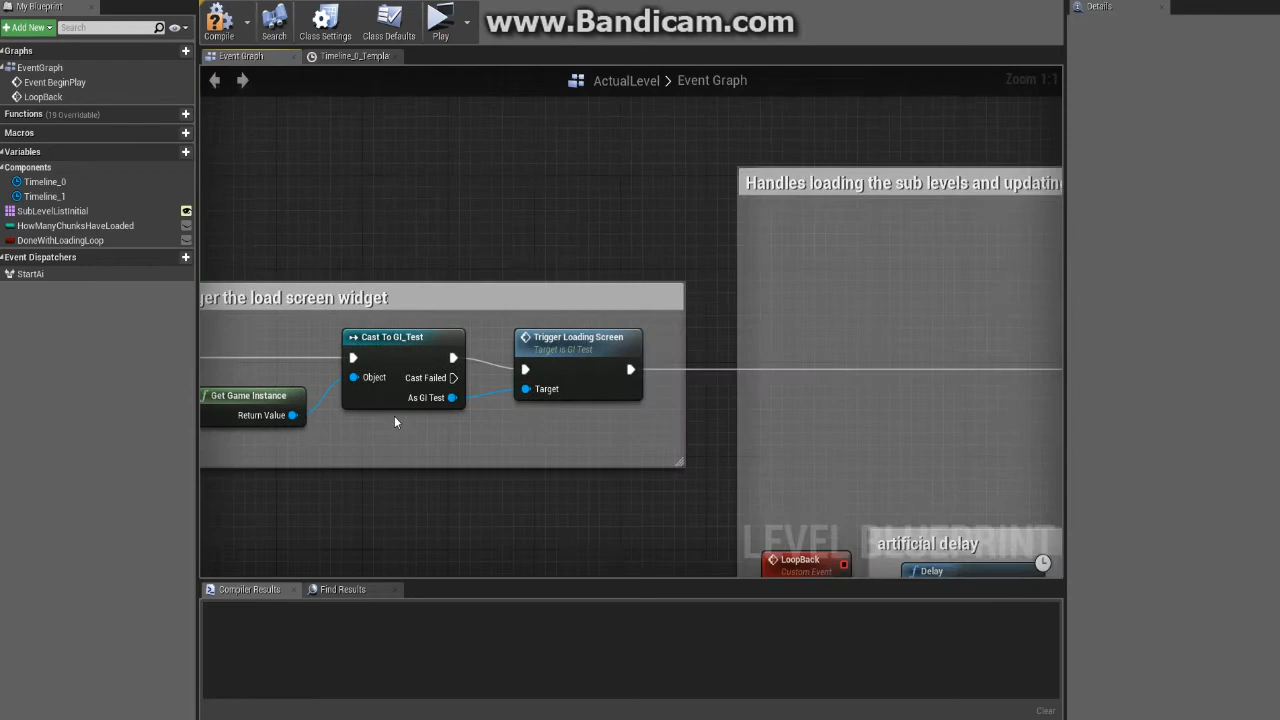 My Blueprint
Add New
Search
Graphs
EventGraph
Event BeginPlay
LoopBack
Functions (19 Overridable)
Macros
Variables
Components
Timeline_0
Timeline_1
SubLevelListInitial
HowManyChunksHaveLoaded
DoneWithLoadingLoop
Event Dispatchers
StartAi
Compile
Search
Class Settings
Class Defaults
Play
www.Bandicam.com
Event Graph
Timeline_0_Templa
ActualLevel > Event Graph
Zoom 1:1
ger the load screen widget
Get Game Instance
Return Value
Cast To GI_Test
Object
Cast Failed
As GI Test
Trigger Loading Screen
Target is GI Test
Target
Handles loading the sub levels and updating
LEVEL BLUEPRINT
artificial delay
LoopBack
Custom Event
Delay
Compiler Results
Find Results
Clear
Details